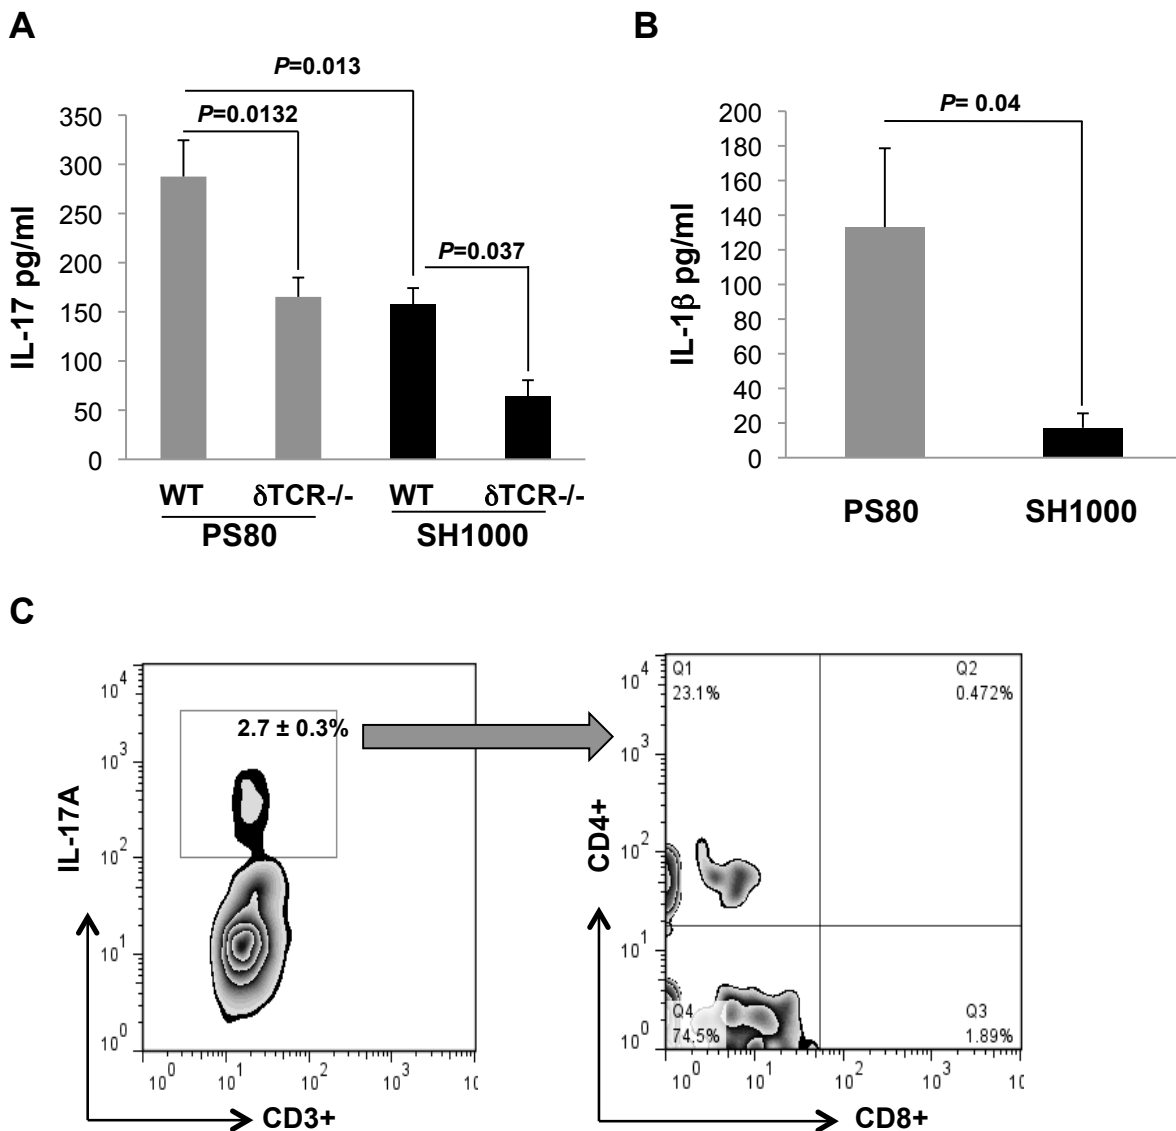 A
P=0.013
P=0.0132
P=0.037
IL-17 pg/ml
350
300
250
200
150
100
50
0
WT δTCR-/- WT δTCR-/-
PS80 SH1000
B
P= 0.04
IL-1β pg/ml
200
180
160
140
120
100
80
60
40
20
0
PS80 SH1000
C
2.7 ± 0.3%
IL-17A
10^4
10^3
10^2
10^1
10^0
10^0 10^1 10^2 10^3
CD3+
Q1
23.1%
Q2
0.472%
CD4+
10^4
10^3
10^2
10^1
10^0
Q4
74.5%
Q3
1.89%
10^0 10^1 10^2 10^3
CD8+